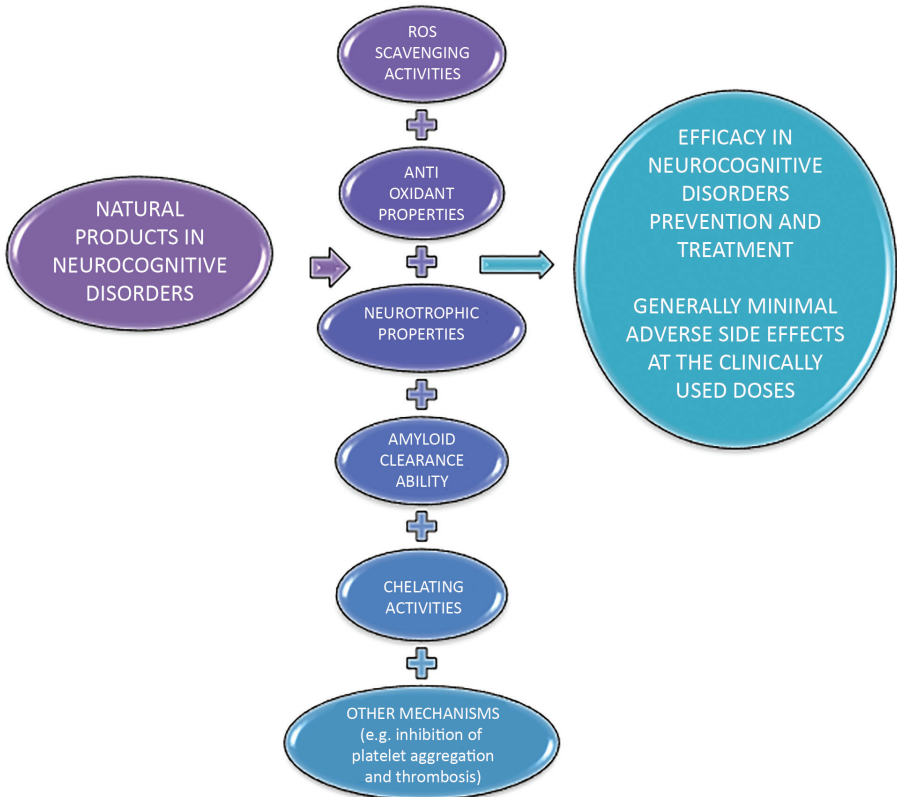 NATURAL
PRODUCTS IN
NEUROCOGNITIVE
DISORDERS
ROS
SCAVENGING
ACTIVITIES
ANTI
OXIDANT
PROPERTIES
NEUROTROPHIC
PROPERTIES
AMYLOID
CLEARANCE
ABILITY
CHELATING
ACTIVITIES
OTHER MECHANISMS
(e.g. inhibition of
platelet aggregation
and thrombosis)
EFFICACY IN
NEUROCOGNITIVE
DISORDERS
PREVENTION AND
TREATMENT
GENERALLY MINIMAL
ADVERSE SIDE EFFECTS
AT THE CLINICALLY
USED DOSES